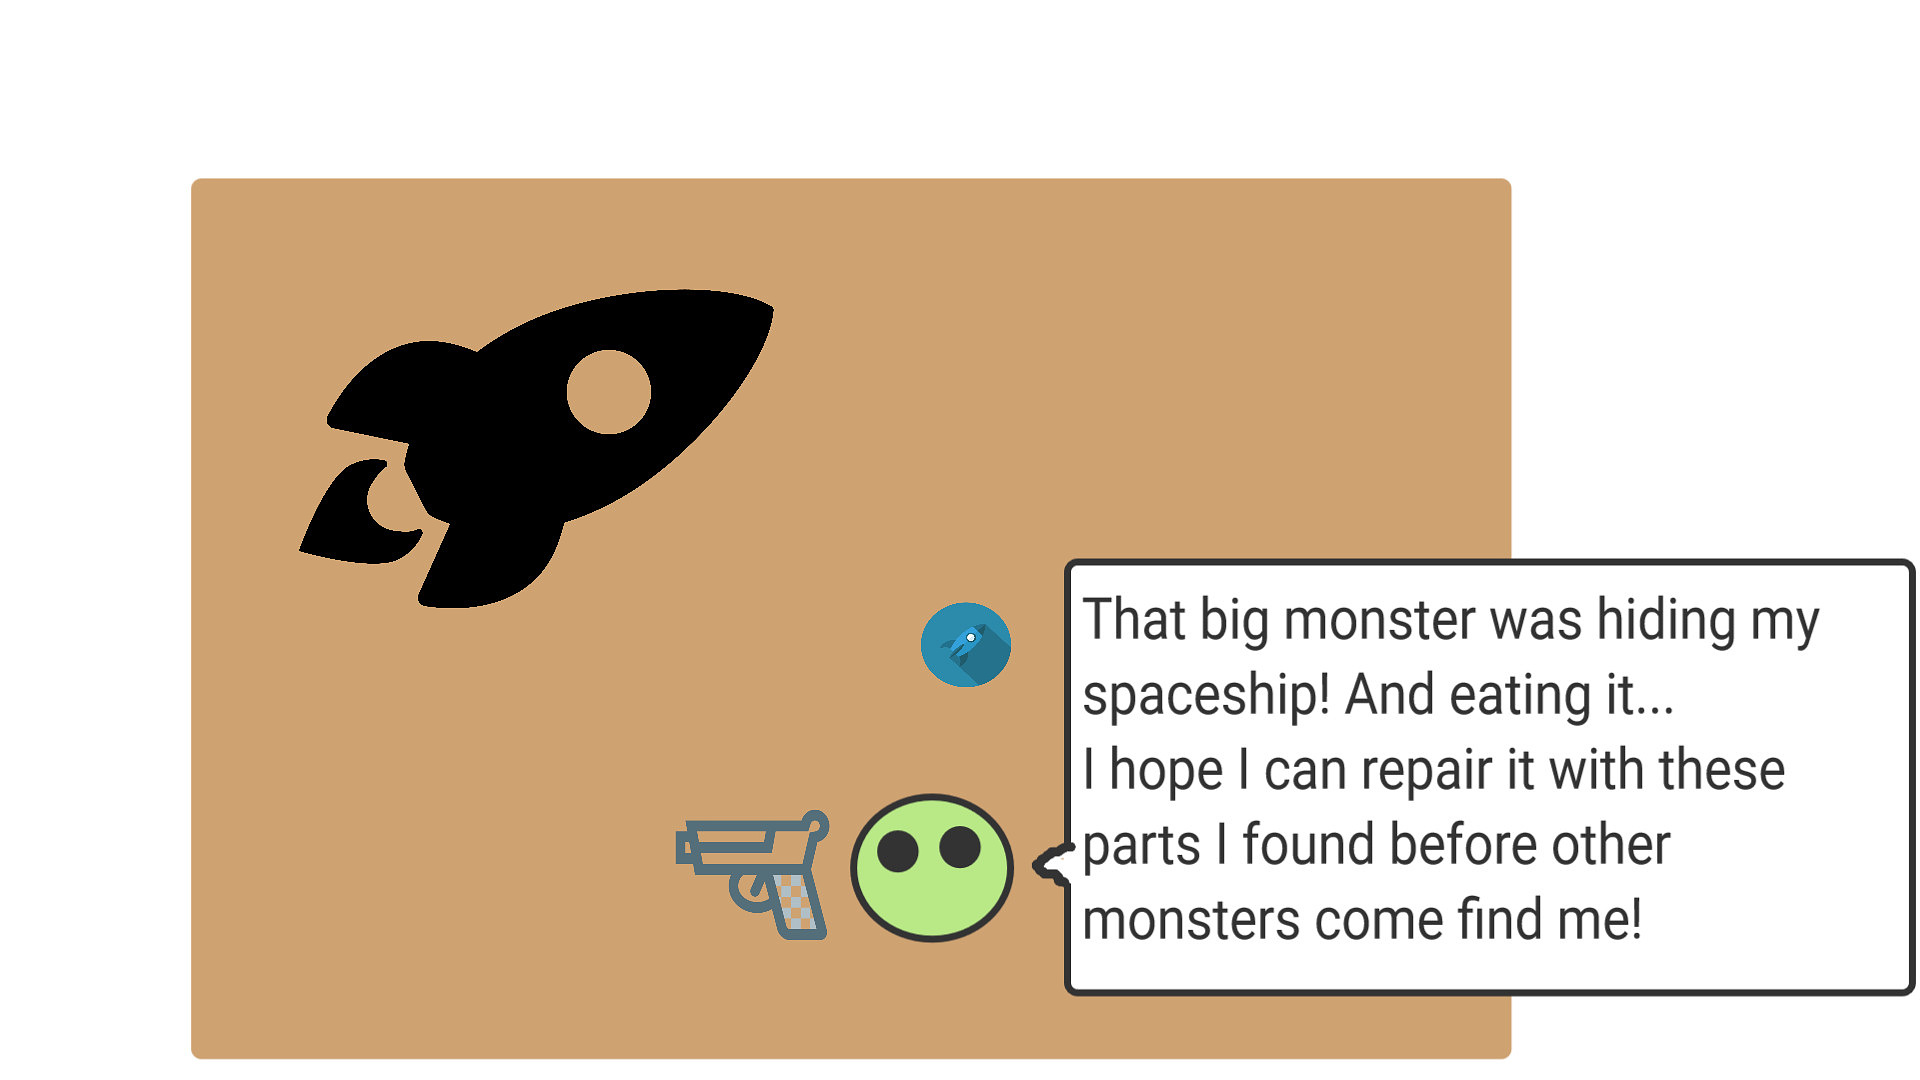 That big monster was hiding my
spaceship! And eating it...
I hope I can repair it with these
parts I found before other
monsters come find me!